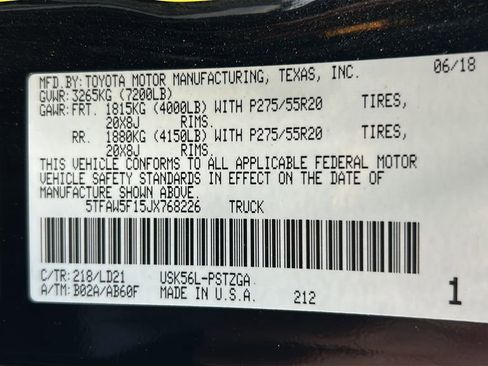 MFD.BY:TOYOTA MOTOR MANUFACTURING, TEXAS, INC. 06/18
GVWR:3265KG (7200LB)
GAWR:FRT. 1815KG (4000LB) WITH P275/55R20 TIRES,
20X8J RIMS.
RR. 1880KG (4150LB) WITH P275/55R20 TIRES,
20X8J RIMS.
THIS VEHICLE CONFORMS TO ALL APPLICABLE FEDERAL MOTOR
VEHICLE SAFETY STANDARDS IN EFFECT ON THE DATE OF
MANUFACTURE SHOWN ABOVE.
5TFAW5F15JX768226 TRUCK
C/TR:218/LD21 USK56L-PSTZGA
A/TM:B02A/AB60F MADE IN U.S.A. 212 1